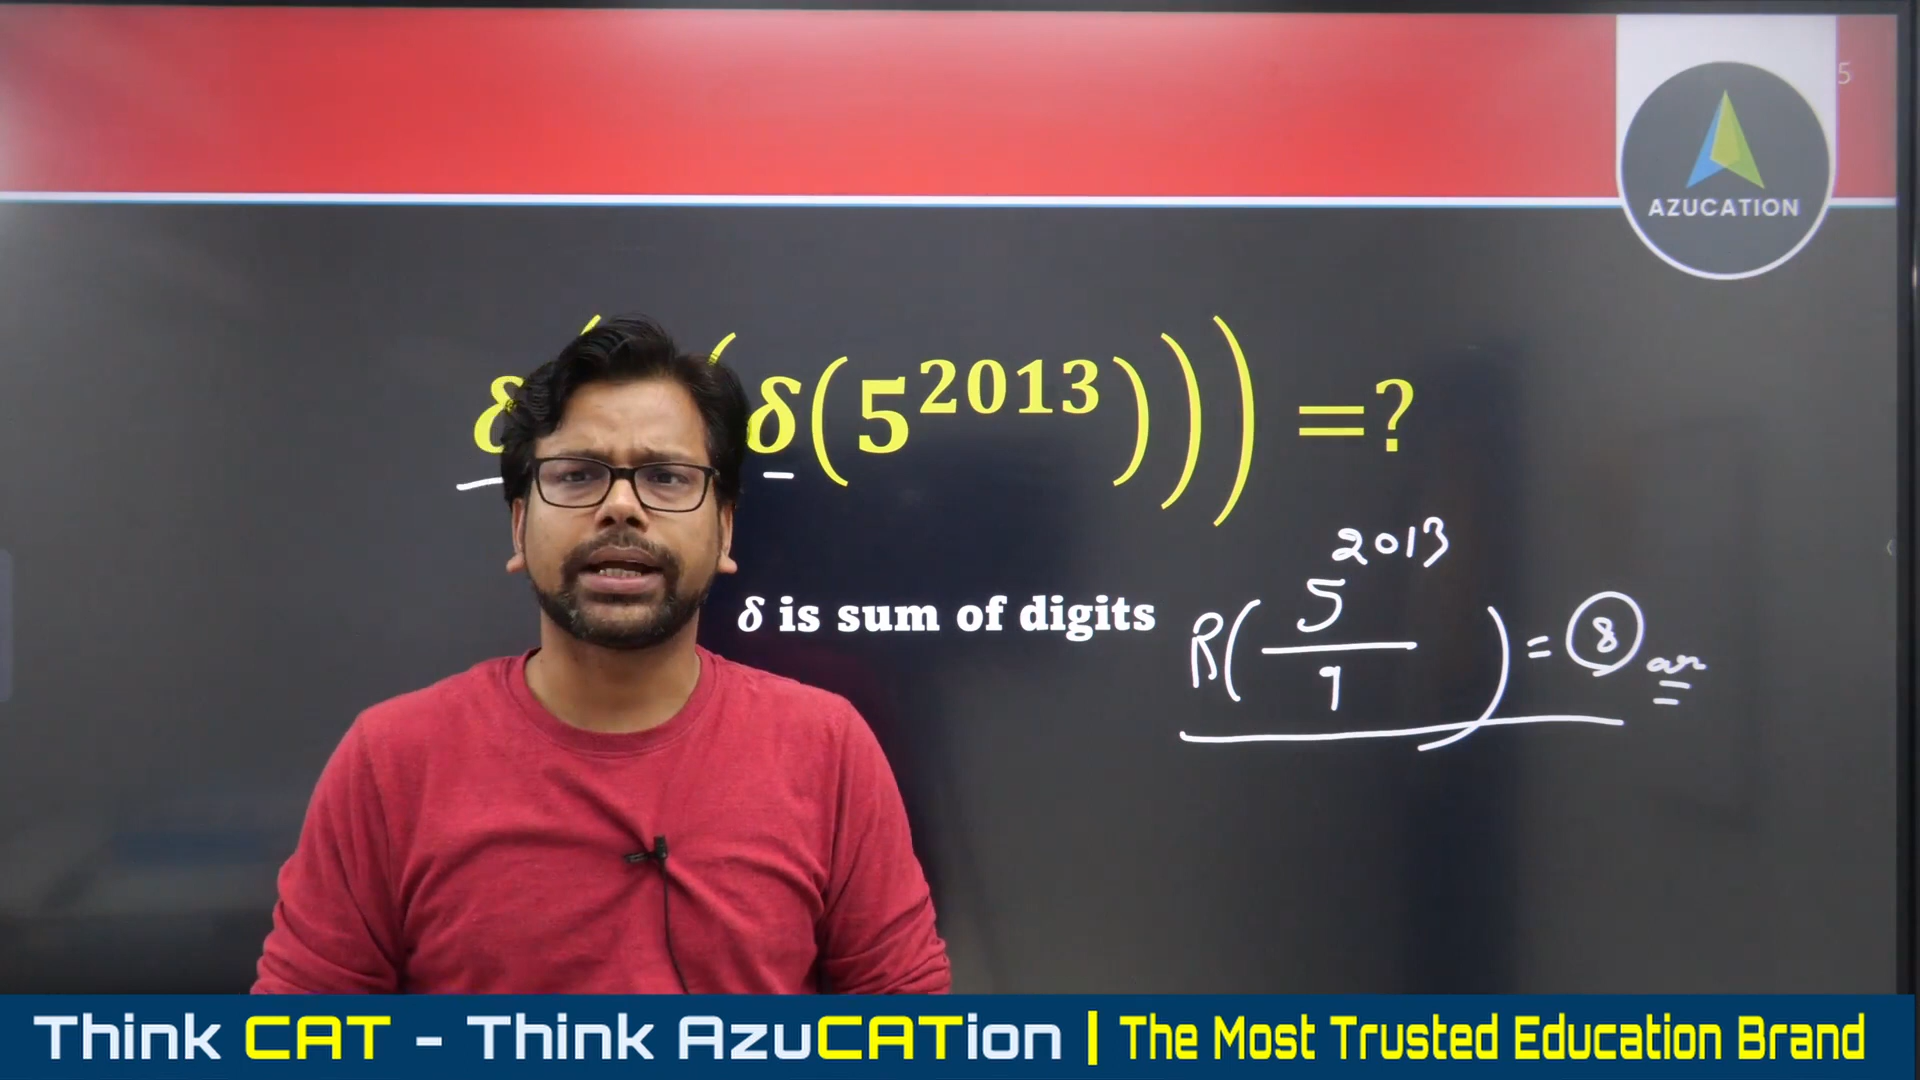 5
AZUCATION
δ( (δ(5^2013))) =?
δ is sum of digits
R( 5^2013 / 9 ) = 8
Think CAT - Think AzuCATion | The Most Trusted Education Brand